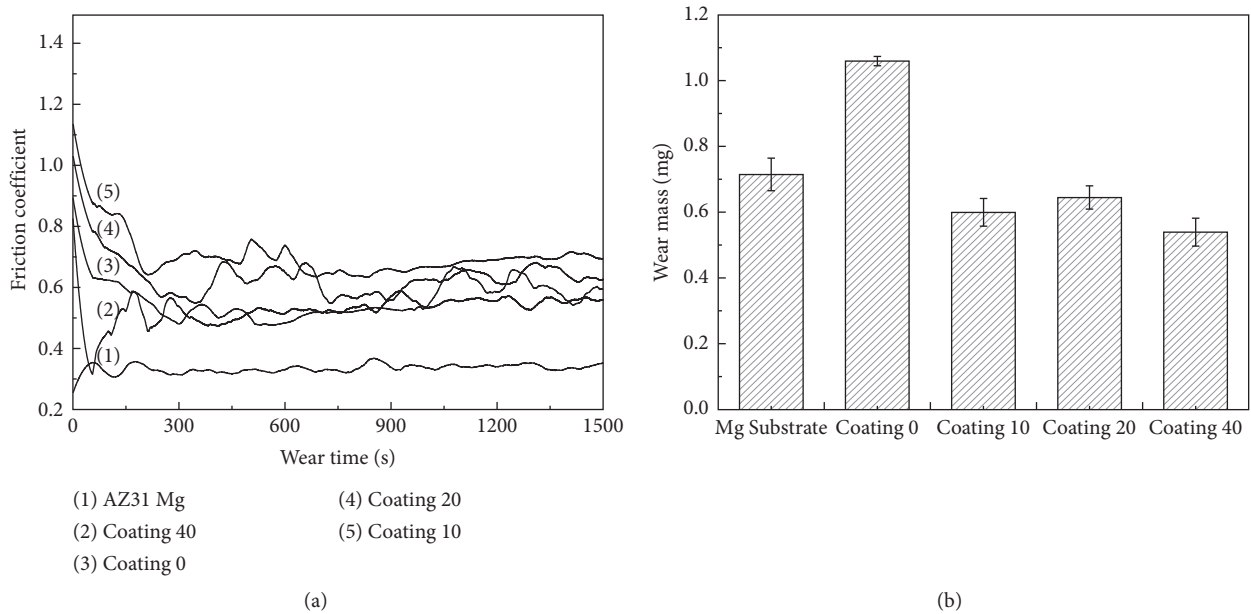 1.4
1.2
1.0
0.8
0.6
0.4
0.2
Friction coefficient
(5)
(4)
(3)
(2)
(1)
0 300 600 900 1200 1500
Wear time (s)
(1) AZ31 Mg
(2) Coating 40
(3) Coating 0
(4) Coating 20
(5) Coating 10
(a)
1.2
1.0
0.8
0.6
0.4
0.2
0.0
Wear mass (mg)
Mg Substrate Coating 0 Coating 10 Coating 20 Coating 40
(b)